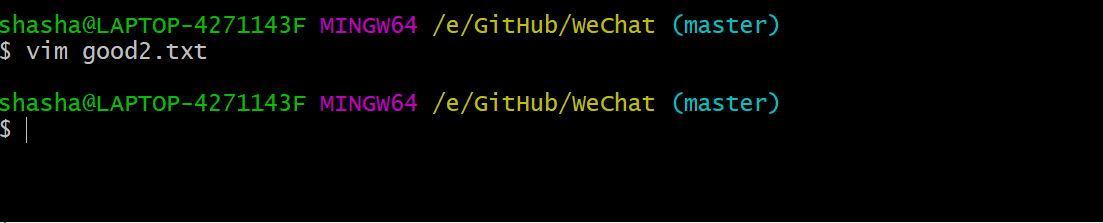 shasha@LAPTOP-4271143F MINGW64 /e/GitHub/WeChat (master)
$ vim good2.txt
shasha@LAPTOP-4271143F MINGW64 /e/GitHub/WeChat (master)
$